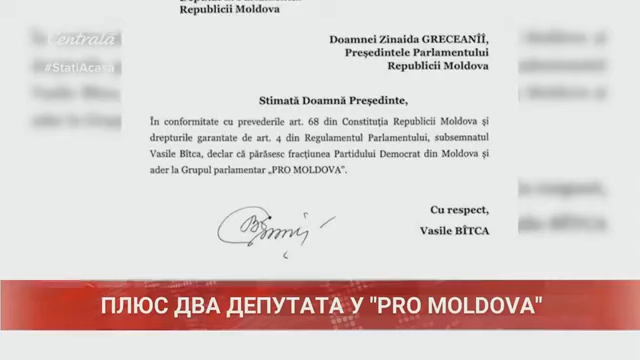 Republicii Moldova
Doamnei Zinaida GRECEANÎI,
Președintele Parlamentului
Republicii Moldova
Centrală
#StatiAcasa
Stimată Doamnă Președinte,
În conformitate cu prevederile art. 68 din Constituția Republicii Moldova și
drepturile garantate de art. 4 din Regulamentul Parlamentului, subsemnatul
Vasile Bîtca, declar că părăsesc fracțiunea Partidului Democrat din Moldova și
ader la Grupul parlamentar „PRO MOLDOVA".
Cu respect,
Vasile BÎTCA
ПЛЮС ДВА ДЕПУТАТА У "PRO MOLDOVA"